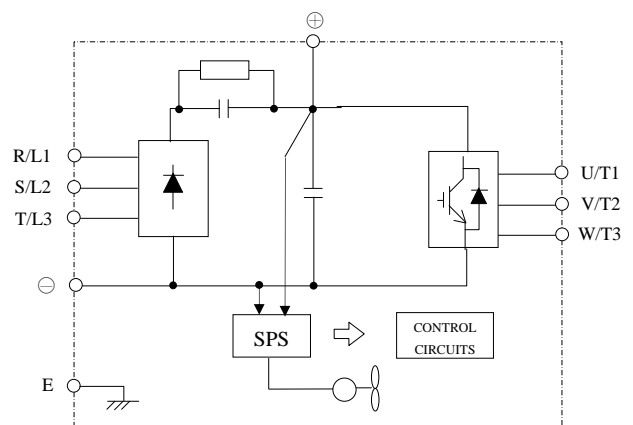 ⊕
R/L1
S/L2
T/L3
U/T1
V/T2
W/T3
⊖
SPS
CONTROL
CIRCUITS
E